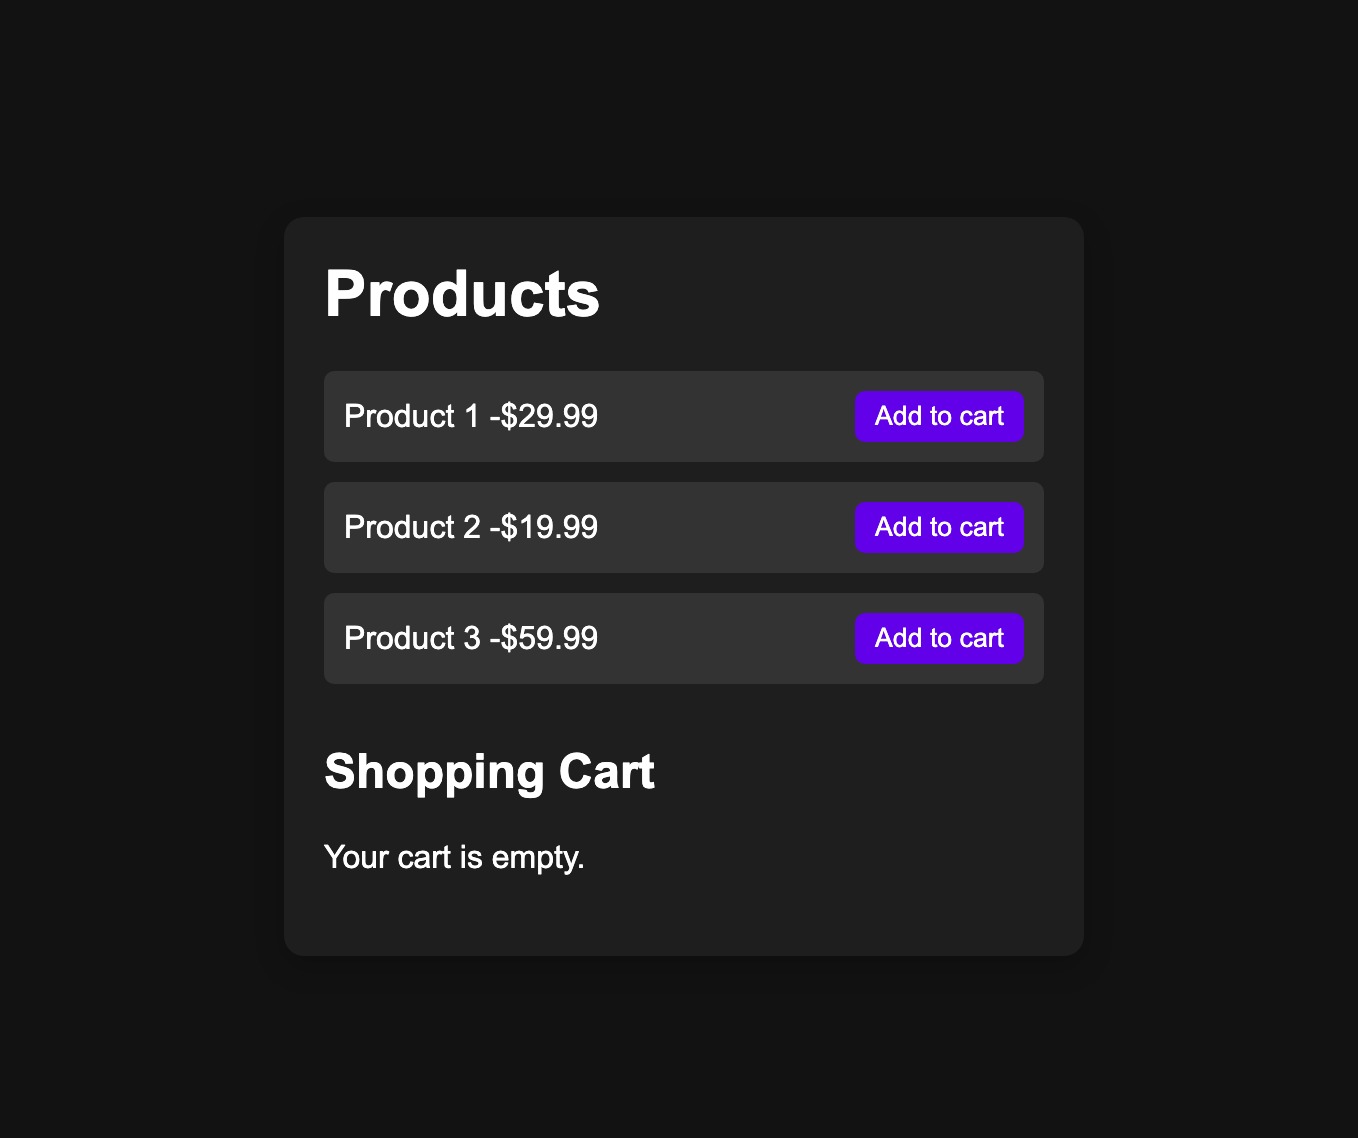 Products
Product 1 -$29.99 Add to cart
Product 2 -$19.99 Add to cart
Product 3 -$59.99 Add to cart
Shopping Cart
Your cart is empty.